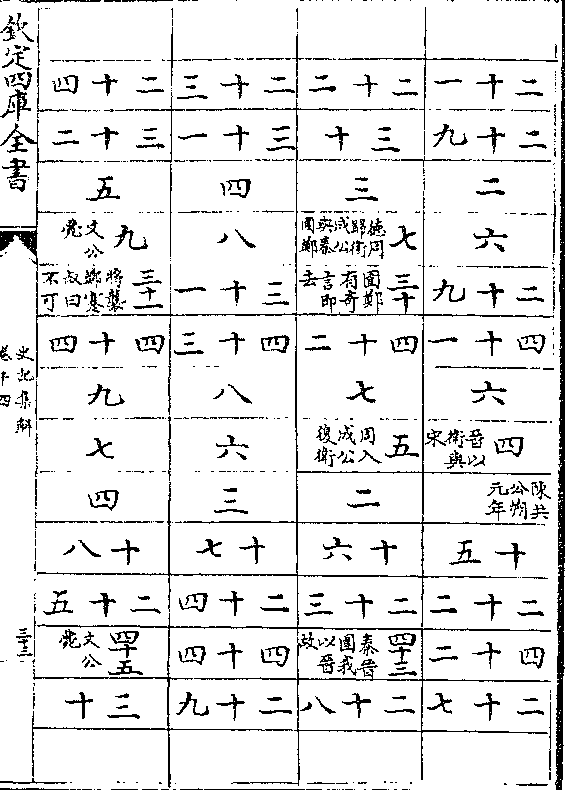 二十一
二十九
二
六
二十九
四十一
六
四
晉以
衛與
宋
陳共
公朔
元年
十五
二十二
四十二
二十七
二十二
三十
三
七
徳周
歸衛
成公
與秦
圍鄭
三十
圍鄭
有奇
言即
去
四十二
七
五
周入
成公
復衛
二
十六
二十三
四十三
秦晉
圍我
以晉
故
二十八
二十三
三十一
四
八
三十一
四十三
八
六
三
十七
二十四
四十四
二十九
二十四
三十二
五
九
文公
薨
三十二
將襲
鄭蹇
叔曰
不可
四十四
九
七
四
十八
二十五
四十五
文公
薨
三十
欽定四庫全書
史記集解
卷十四
三十三